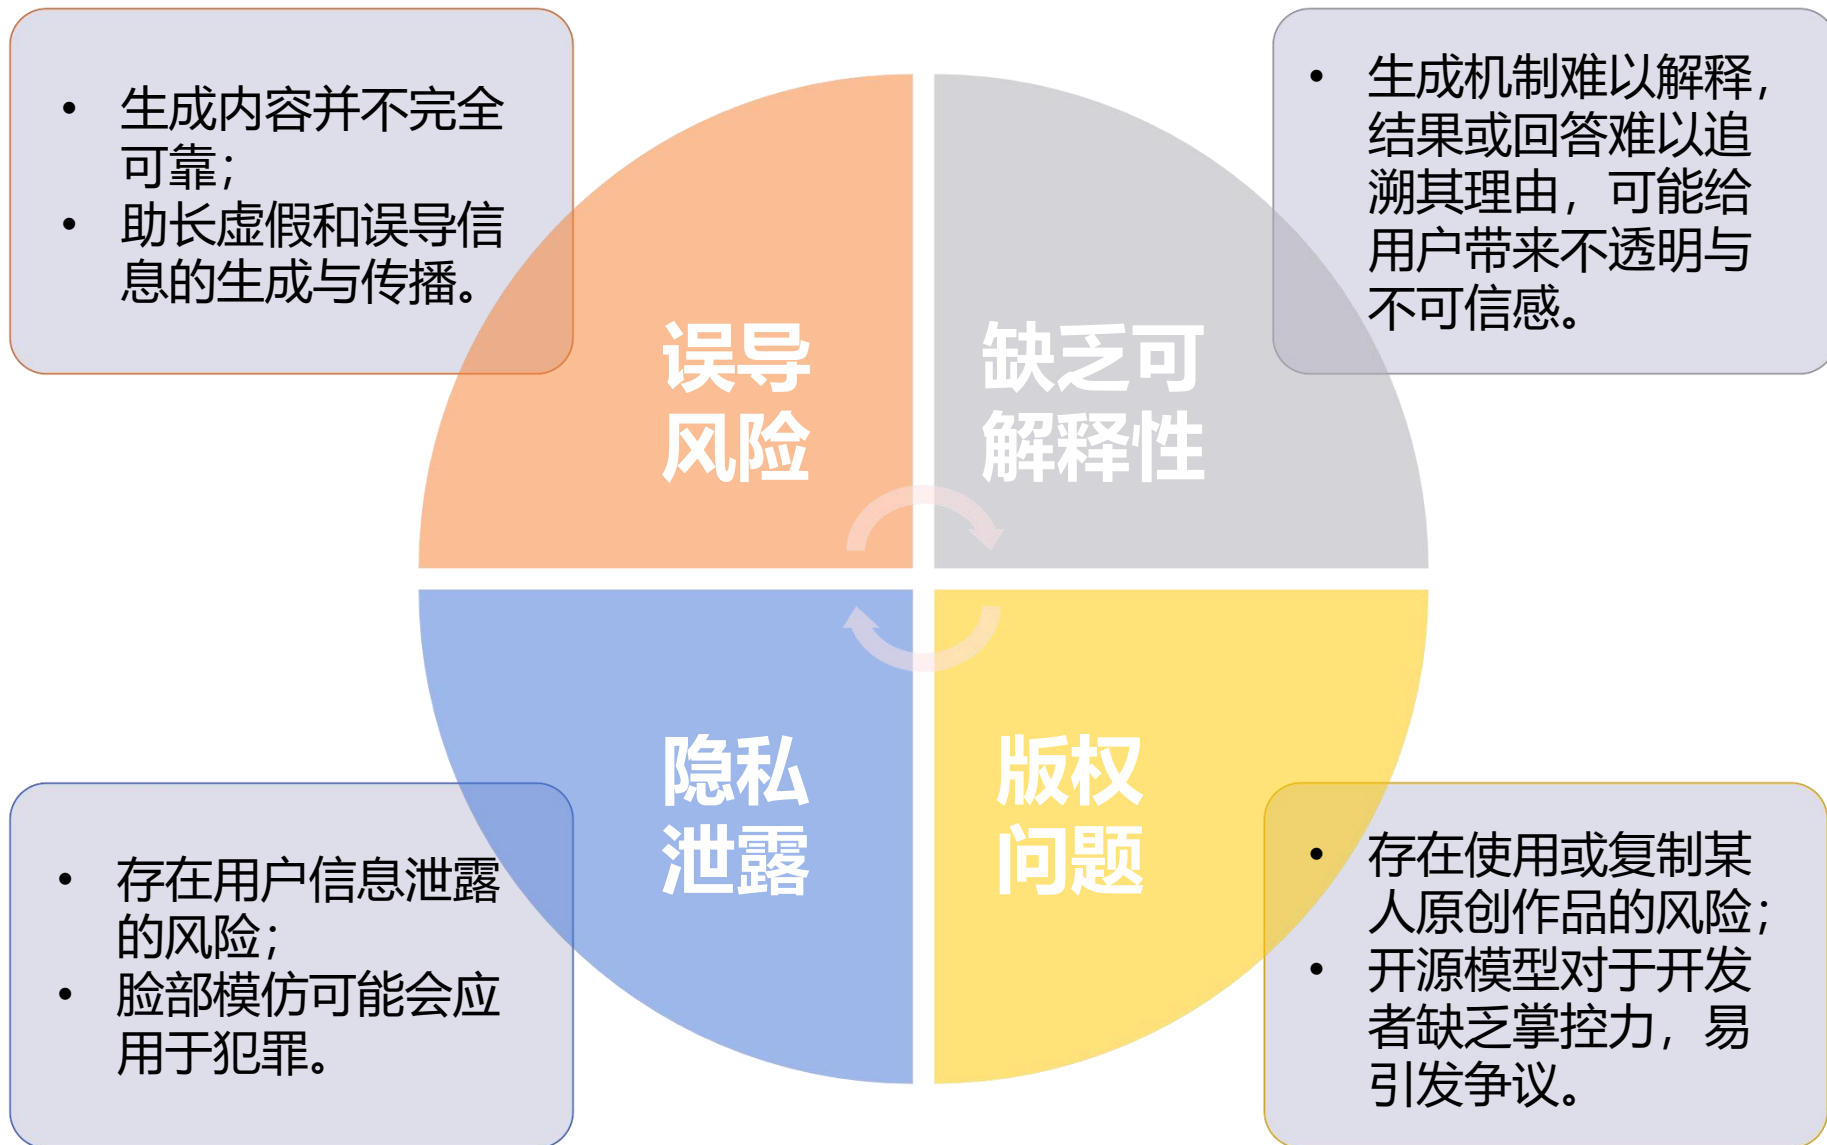 • 生成内容并不完全
可靠；
• 助长虚假和误导信
息的生成与传播。
• 生成机制难以解释，
结果或回答难以追
溯其理由，可能给
用户带来不透明与
不可信感。
误导
风险
缺乏可
解释性
隐私
泄露
版权
问题
• 存在用户信息泄露
的风险；
• 脸部模仿可能会应
用于犯罪。
• 存在使用或复制某
人原创作品的风险；
• 开源模型对于开发
者缺乏掌控力，易
引发争议。